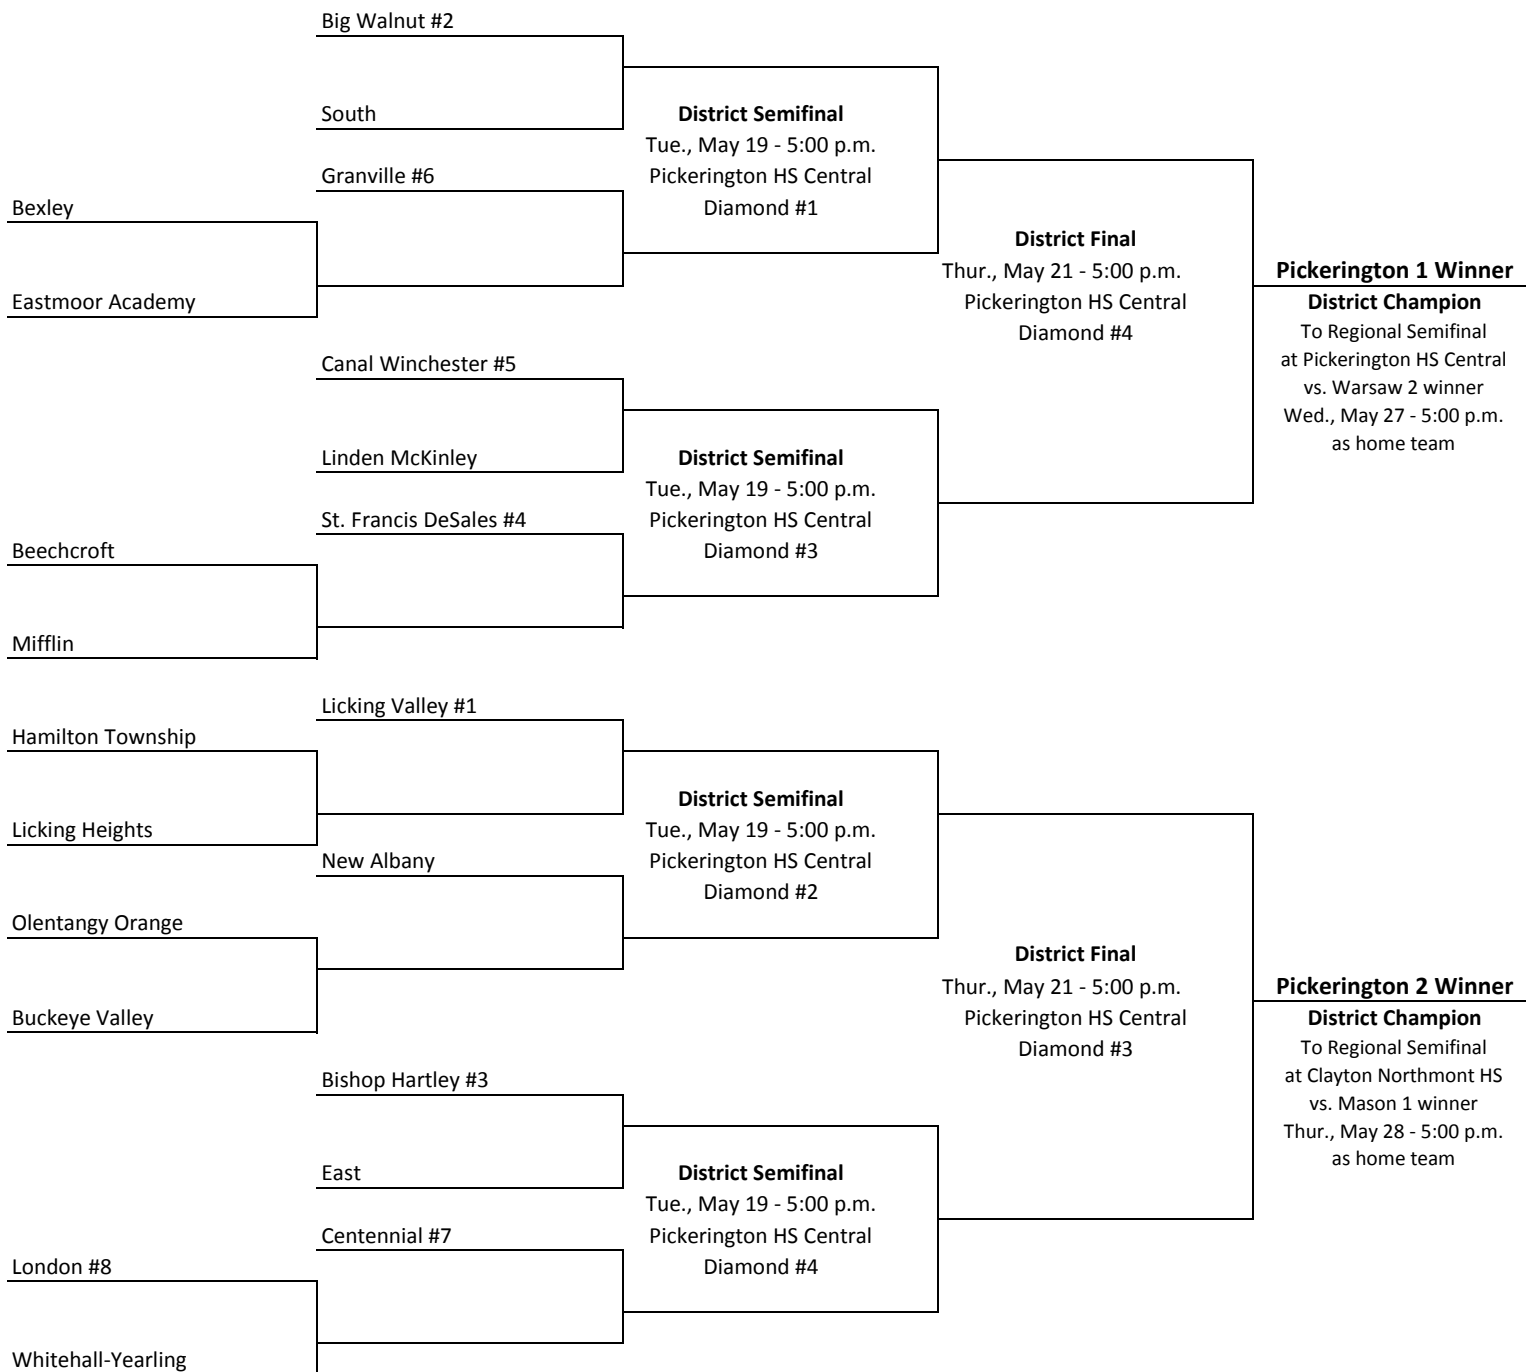 Big Walnut #2
South
District Semifinal
Tue., May 19 - 5:00 p.m.
Pickerington HS Central
Diamond #1
Granville #6
Bexley
Eastmoor Academy
District Final
Thur., May 21 - 5:00 p.m.
Pickerington HS Central
Diamond #4
Pickerington 1 Winner
District Champion
To Regional Semifinal
at Pickerington HS Central
vs. Warsaw 2 winner
Wed., May 27 - 5:00 p.m.
as home team
Canal Winchester #5
Linden McKinley
District Semifinal
Tue., May 19 - 5:00 p.m.
Pickerington HS Central
Diamond #3
St. Francis DeSales #4
Beechcroft
Mifflin
Licking Valley #1
Hamilton Township
Licking Heights
District Semifinal
Tue., May 19 - 5:00 p.m.
Pickerington HS Central
Diamond #2
New Albany
Olentangy Orange
Buckeye Valley
District Final
Thur., May 21 - 5:00 p.m.
Pickerington HS Central
Diamond #3
Pickerington 2 Winner
District Champion
To Regional Semifinal
at Clayton Northmont HS
vs. Mason 1 winner
Thur., May 28 - 5:00 p.m.
as home team
Bishop Hartley #3
East
District Semifinal
Tue., May 19 - 5:00 p.m.
Pickerington HS Central
Diamond #4
Centennial #7
London #8
Whitehall-Yearling